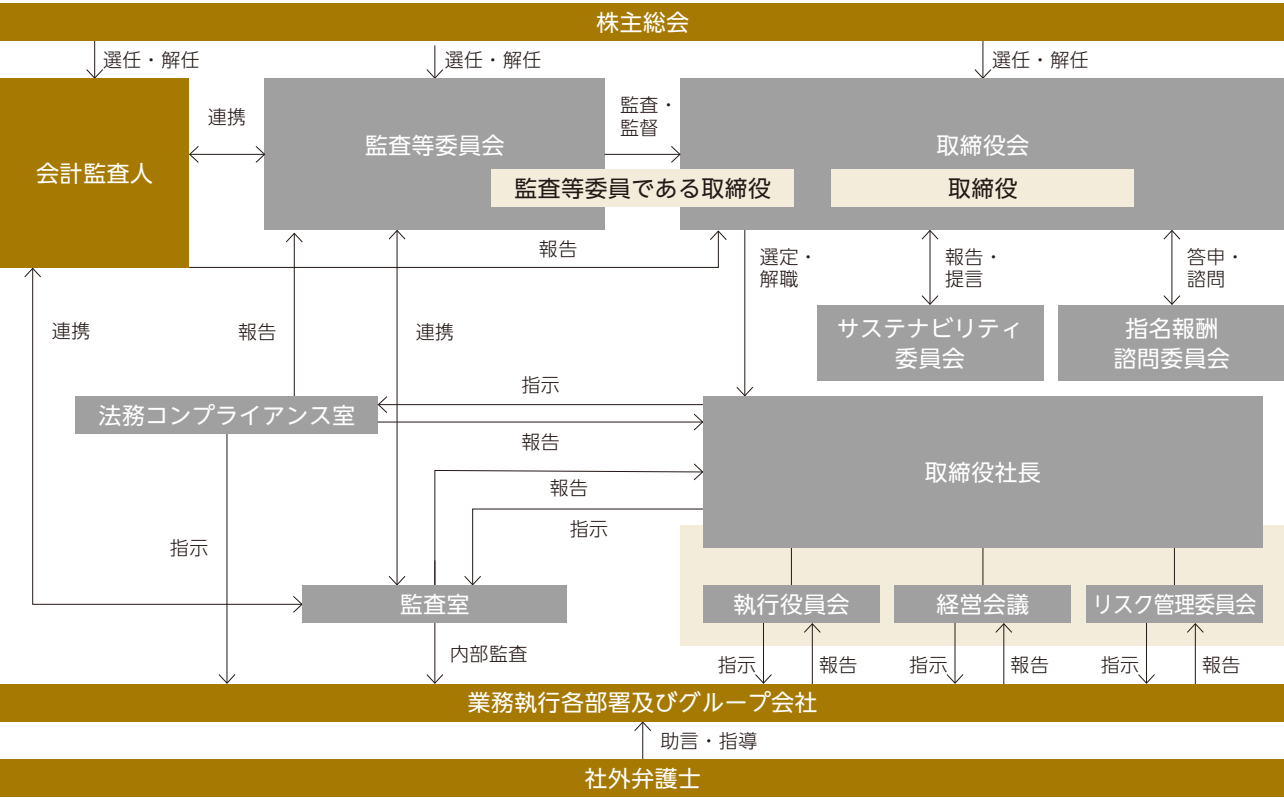 株主総会
選任・解任
選任・解任
選任・解任
会計監査人
連携
監査等委員会
監査・
監督
取締役会
監査等委員である取締役
取締役
報告
選定・
解職
報告・
提言
答申・
諮問
連携
報告
連携
サステナビリティ
委員会
指名報酬
諮問委員会
指示
法務コンプライアンス室
報告
取締役社長
報告
指示
指示
監査室
執行役員会
経営会議
リスク管理委員会
内部監査
指示
報告
指示
報告
指示
報告
業務執行各部署及びグループ会社
助言・指導
社外弁護士